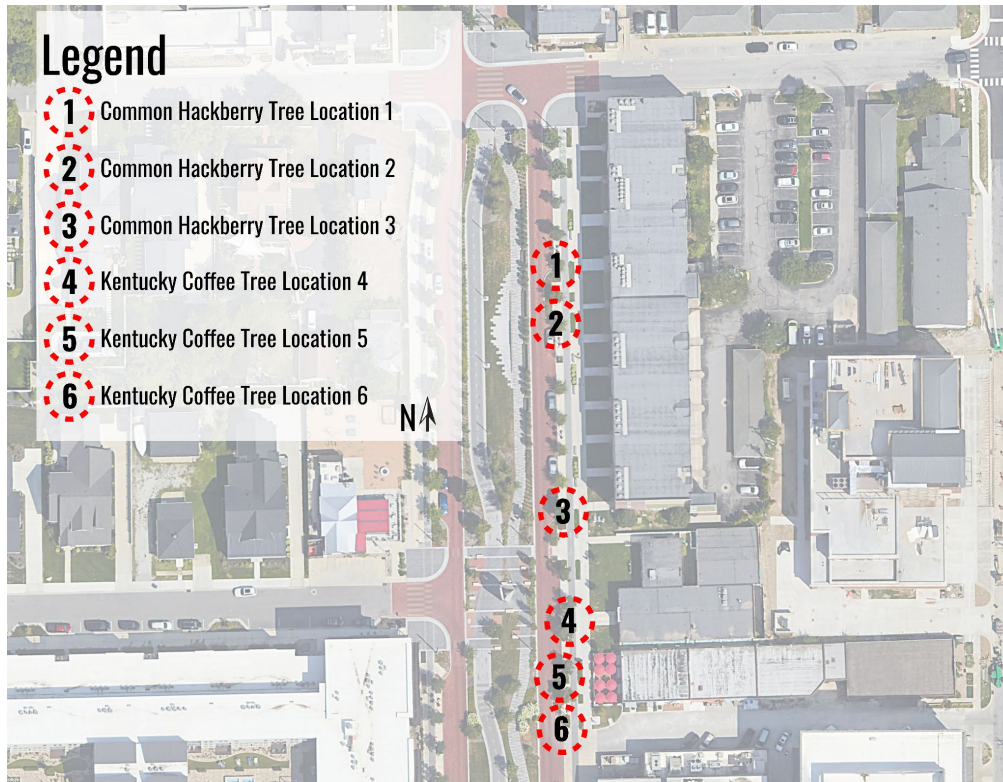 Legend
1 Common Hackberry Tree Location 1
2 Common Hackberry Tree Location 2
3 Common Hackberry Tree Location 3
4 Kentucky Coffee Tree Location 4
5 Kentucky Coffee Tree Location 5
6 Kentucky Coffee Tree Location 6
N
1
2
3
4
5
6